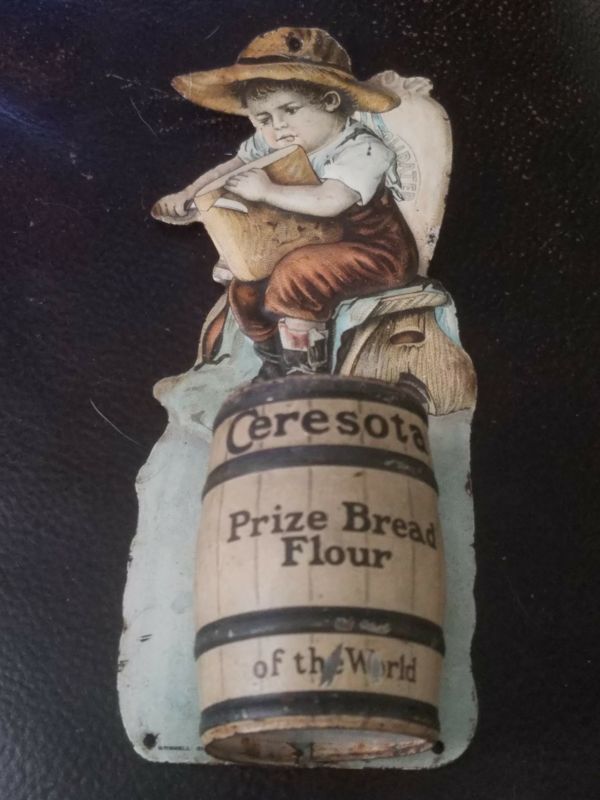 Ceresota
Prize Bread
Flour
of the World